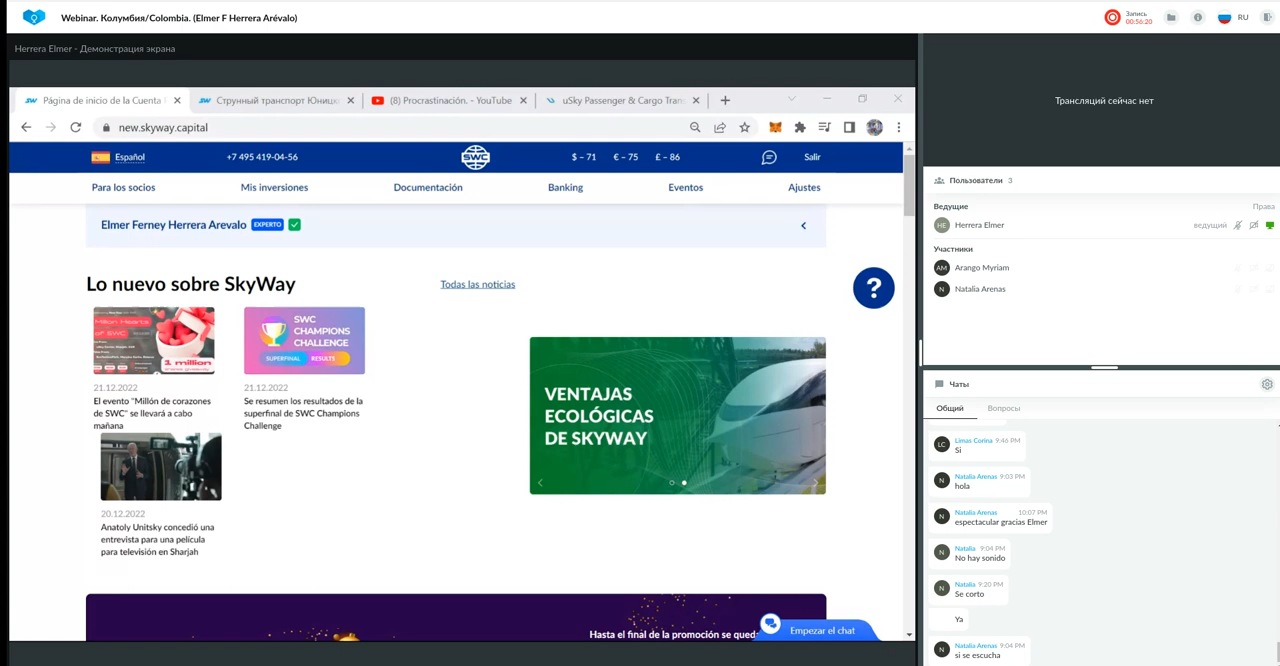 Webinar. Колумбия/Colombia. (Elmer F Herrera Arévalo)
Запись
00:56:20
RU
Herrera Elmer - Демонстрация экрана
Página de inicio de la Cuenta
Струнный транспорт Юницк
(8) Procrastinación. - YouTube
uSky Passenger & Cargo Tran
new.skyway.capital
Español
+7 495 419-04-56
SWC
$ – 71 € – 75 £ – 86
Salir
Para los socios
Mis inversiones
Documentación
Banking
Eventos
Ajustes
Elmer Ferney Herrera Arevalo EXPERTO
Lo nuevo sobre SkyWay
Todas las noticias
?
Million Hearts
of SWC
1 million
SWC
CHAMPIONS
CHALLENGE
SUPERFINAL RESULTS
21.12.2022
El evento "Millón de corazones
de SWC" se llevará a cabo
mañana
21.12.2022
Se resumen los resultados de la
superfinal de SWC Champions
Challenge
VENTAJAS
ECOLÓGICAS
DE SKYWAY
20.12.2022
Anatoly Unitsky concedió una
entrevista para una película
para televisión en Sharjah
Hasta el final de la promoción se qued
Empezar el chat
Трансляций сейчас нет
Пользователи 3
Ведущие
Права
HE
Herrera Elmer
ведущий
Участники
AM
Arango Myriam
N
Natalia Arenas
Чаты
Общий
Вопросы
LC
Limas Corina 9:46 PM
Si
N
Natalia Arenas 9:03 PM
hola
N
Natalia Arenas 10:07 PM
espectacular gracias Elmer
N
Natalia 9:04 PM
No hay sonido
N
Natalia 9:20 PM
Se corto
Ya
N
Natalia Arenas 9:04 PM
si se escucha